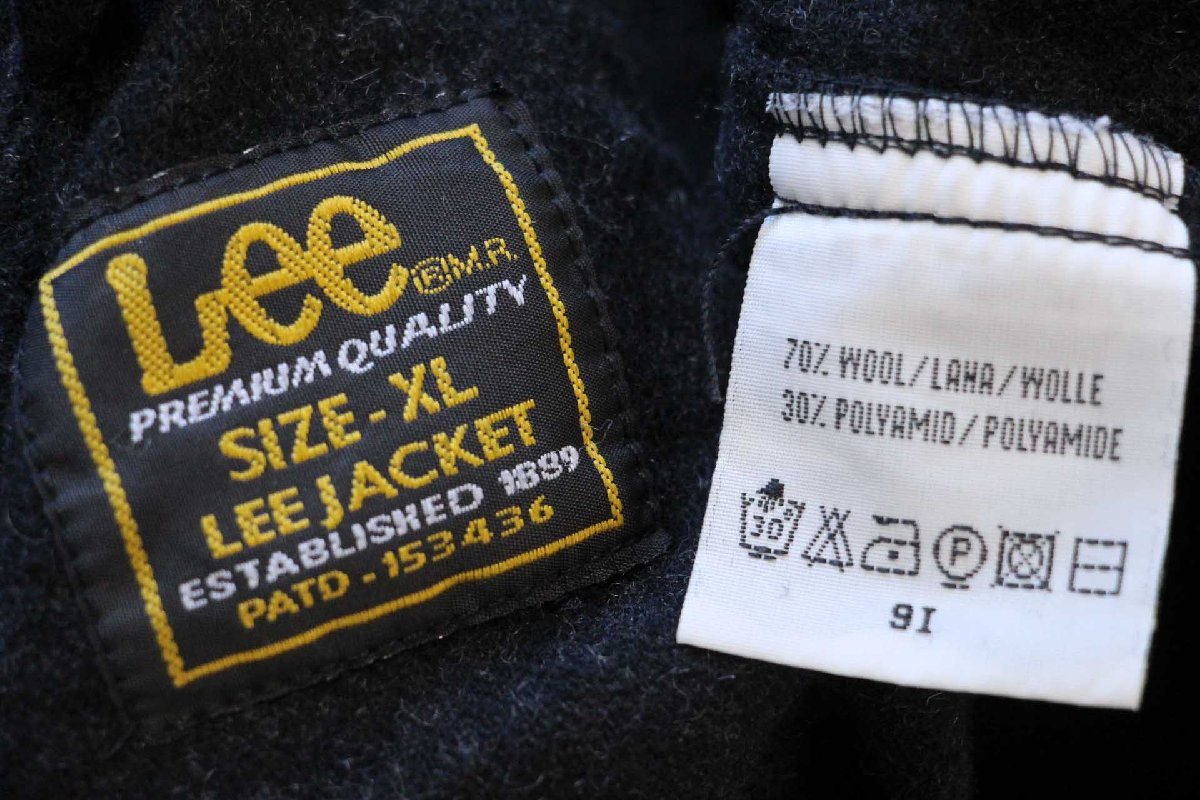 Lee ® M.R.
PREMIUM QUALITY
SIZE - XL
LEE JACKET
ESTABLISHED 1889
PATD - 153436
70% WOOL / LANA / WOLLE
30% POLYAMID / POLYAMIDE
30
P
9I